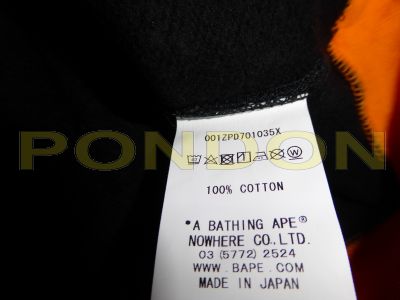 001ZPD701035X
PONDON
100% COTTON
*A BATHING APE®
NOWHERE CO.,LTD.
03 (5772) 2524
WWW.BAPE.COM
MADE IN JAPAN